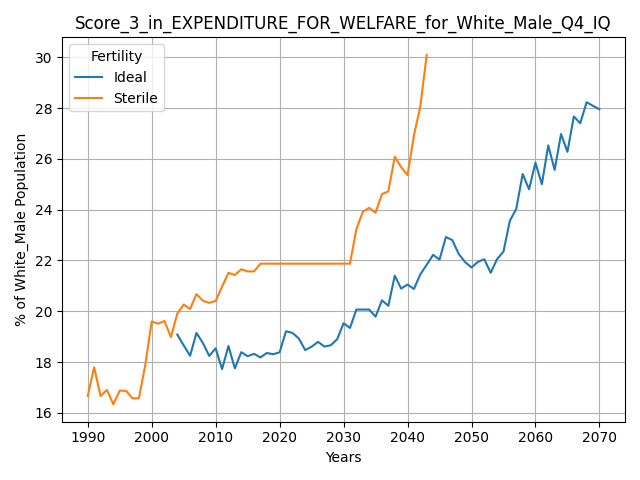 Score_3_in_EXPENDITURE_FOR_WELFARE_for_White_Male_Q4_IQ
Fertility
Ideal
Sterile
% of White_Male Population
30
28
26
24
22
20
18
16
1990 2000 2010 2020 2030 2040 2050 2060 2070
Years